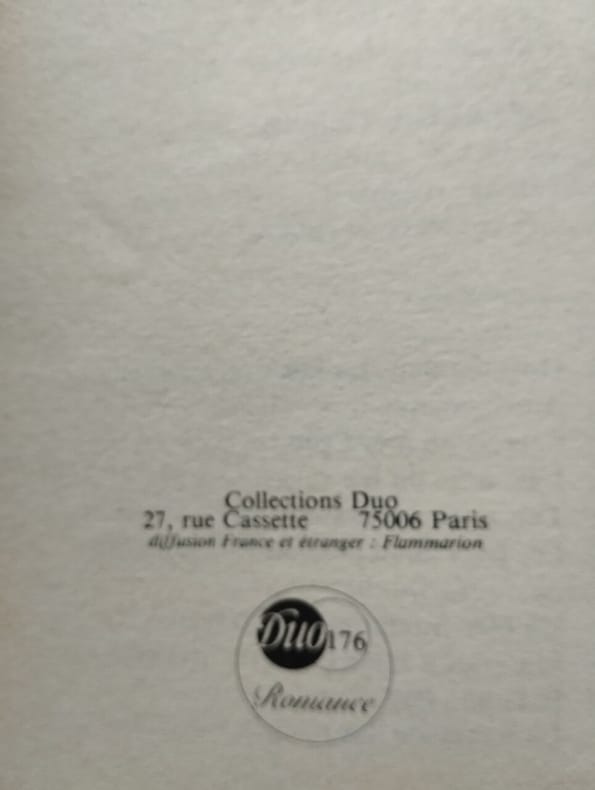 Collections Duo
27, rue Cassette 75006 Paris
diffusion France et étranger : Flammarion
Duo 176
Romance